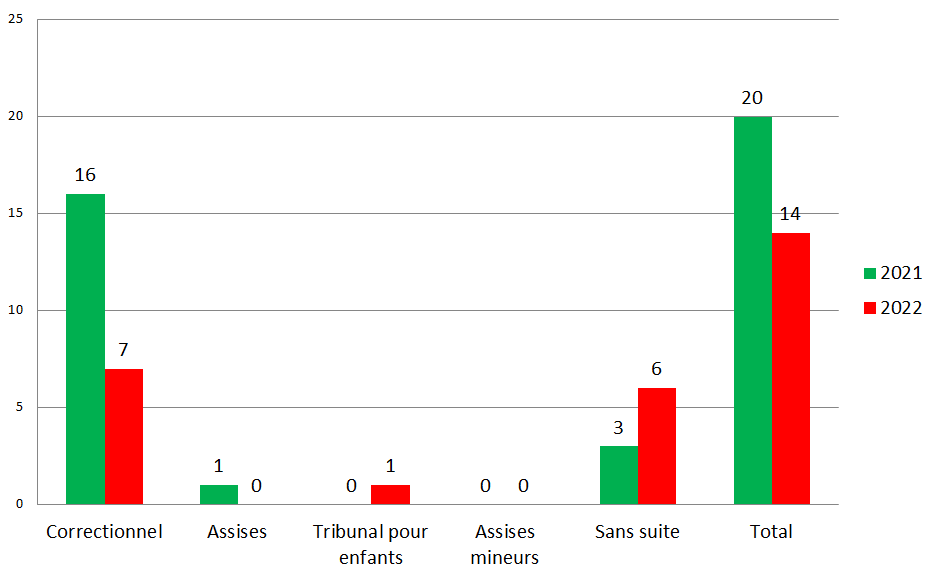 25
20
15
10
5
0
16
7
1
0
0
1
0
0
3
6
20
14
Correctionnel
Assises
Tribunal pour
enfants
Assises
mineurs
Sans suite
Total
2021
2022